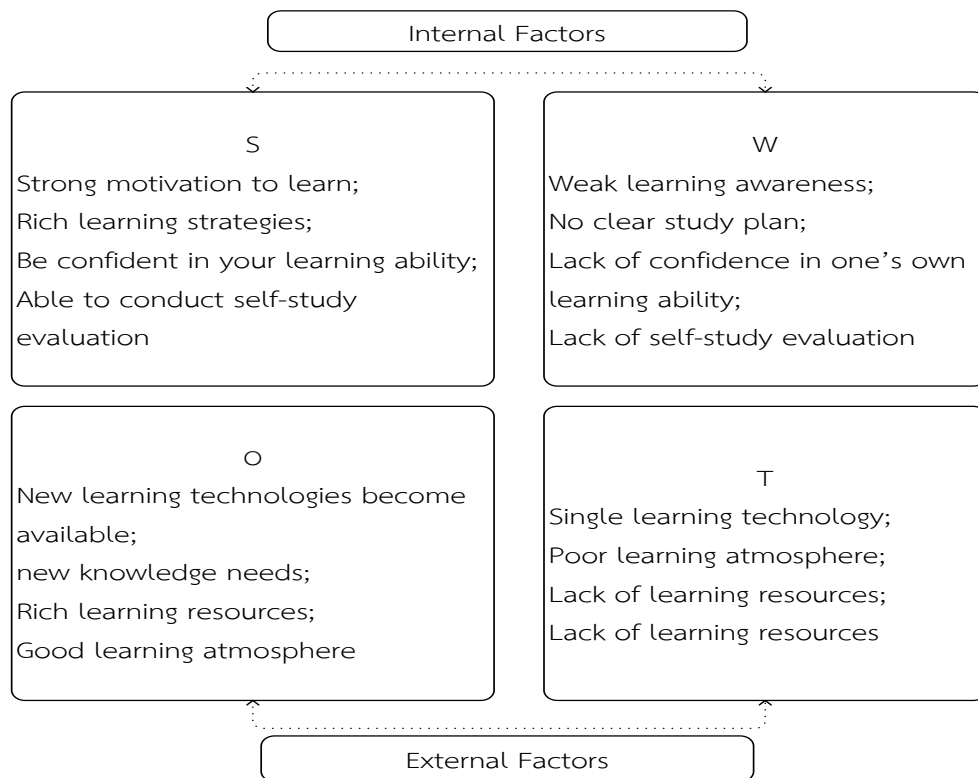 Internal Factors
S
Strong motivation to learn;
Rich learning strategies;
Be confident in your learning ability;
Able to conduct self-study
evaluation
W
Weak learning awareness;
No clear study plan;
Lack of confidence in one’s own
learning ability;
Lack of self-study evaluation
O
New learning technologies become
available;
new knowledge needs;
Rich learning resources;
Good learning atmosphere
T
Single learning technology;
Poor learning atmosphere;
Lack of learning resources;
Lack of learning resources
External Factors